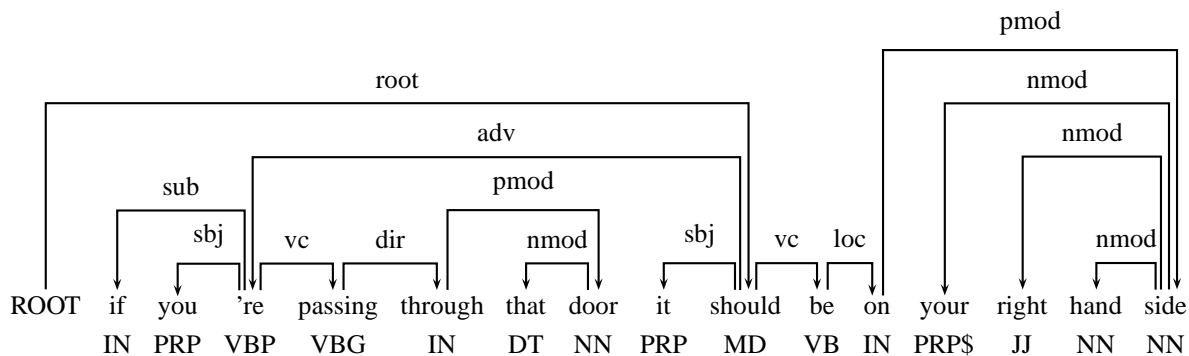 pmod
root nmod
adv nmod
sub pmod
sbj vc dir nmod sbj vc loc nmod
ROOT if you 're passing through that door it should be on your right hand side
IN PRP VBP VBG IN DT NN PRP MD VB IN PRP$ JJ NN NN